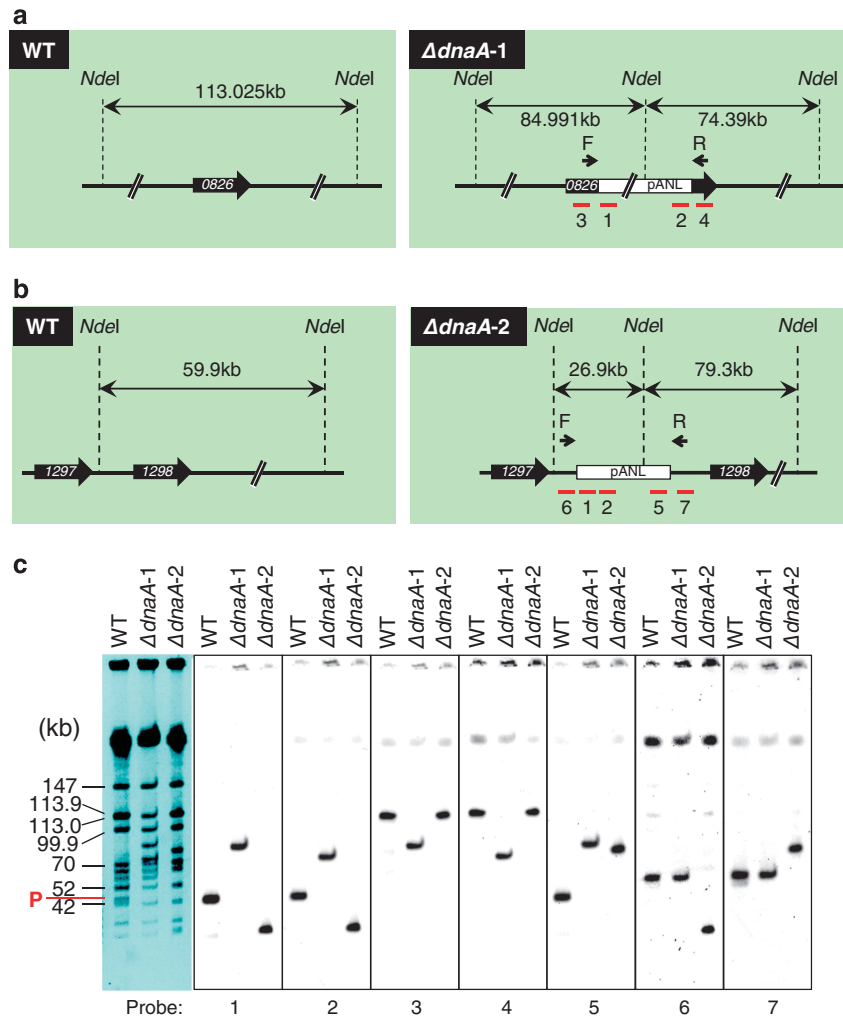 a
WT
NdeI
NdeI
113.025kb
0826
ΔdnaA-1
NdeI
NdeI
NdeI
84.991kb
74.39kb
F
R
0826
pANL
3
1
2
4
b
WT
NdeI
NdeI
59.9kb
1297
1298
ΔdnaA-2
NdeI
NdeI
NdeI
26.9kb
79.3kb
F
R
1297
pANL
1298
6
1
2
5
7
c
WT ΔdnaA-1 ΔdnaA-2
WT ΔdnaA-1 ΔdnaA-2
WT ΔdnaA-1 ΔdnaA-2
WT ΔdnaA-1 ΔdnaA-2
WT ΔdnaA-1 ΔdnaA-2
WT ΔdnaA-1 ΔdnaA-2
WT ΔdnaA-1 ΔdnaA-2
WT ΔdnaA-1 ΔdnaA-2
(kb)
147
113.9
113.0
99.9
70
52
P
42
Probe: 1 2 3 4 5 6 7